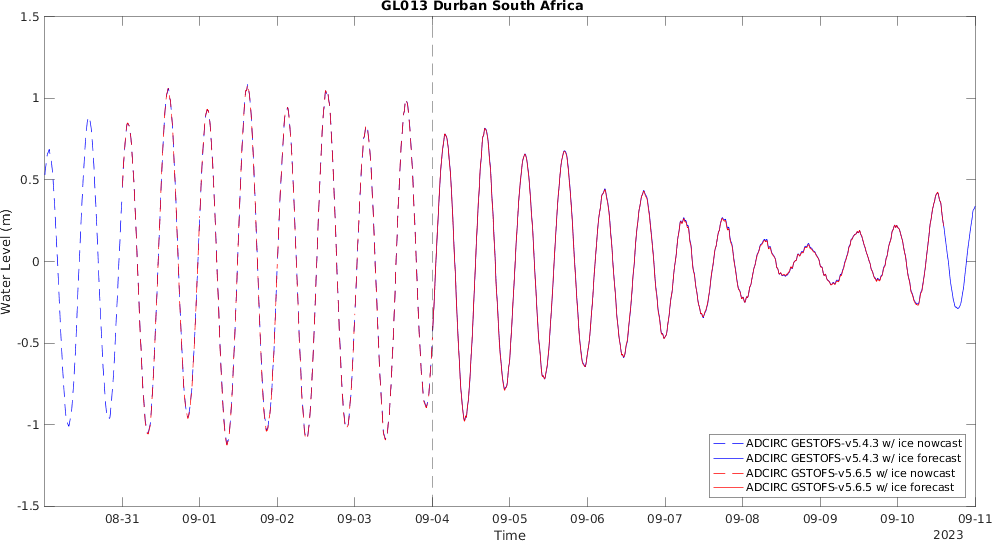 GL013 Durban South Africa
1.5
1
0.5
0
-0.5
-1
-1.5
Water Level (m)
08-31 09-01 09-02 09-03 09-04 09-05 09-06 09-07 09-08 09-09 09-10 09-11
Time
2023
ADCIRC GESTOFS-v5.4.3 w/ ice nowcast
ADCIRC GESTOFS-v5.4.3 w/ ice forecast
ADCIRC GSTOFS-v5.6.5 w/ ice nowcast
ADCIRC GSTOFS-v5.6.5 w/ ice forecast